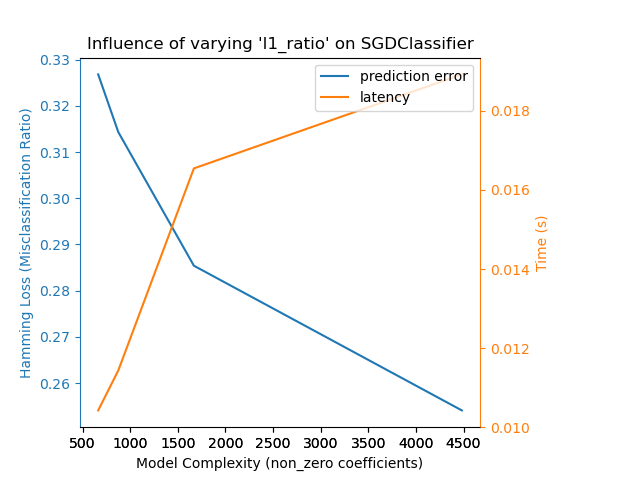 Influence of varying 'l1_ratio' on SGDClassifier
prediction error
latency
0.33
0.32
0.31
0.30
0.29
0.28
0.27
0.26
Hamming Loss (Misclassification Ratio)
0.018
0.016
0.014
0.012
0.010
Time (s)
500 1000 1500 2000 2500 3000 3500 4000 4500
Model Complexity (non_zero coefficients)